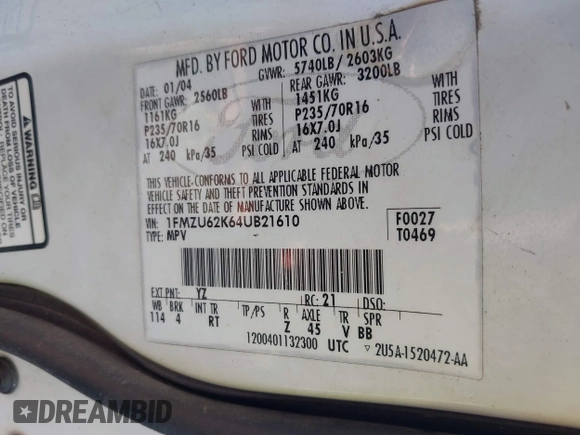 MFD. BY FORD MOTOR CO. IN U.S.A.
DATE: 01/04 GVWR: 5740LB / 2603KG
FRONT GAWR: 2560LB REAR GAWR: 3200LB
1161KG WITH 1451KG WITH
P235/70R16 TIRES P235/70R16 TIRES
16X7.0J RIMS 16X7.0J RIMS
AT 240 kPa/35 PSI COLD AT 240 kPa/35 PSI COLD
THIS VEHICLE CONFORMS TO ALL APPLICABLE FEDERAL MOTOR
VEHICLE SAFETY AND THEFT PREVENTION STANDARDS IN
EFFECT ON THE DATE OF MANUFACTURE SHOWN ABOVE.
VIN: 1FMZU62K64UB21610 F0027
TYPE: MPV T0469
EXT PNT: YZ RC: 21 DSO:
WB BRK INT TR TP/PS R AXLE TR SPR
114 4 RT Z 45 V BB
1200401132300 UTC ▽ 2U5A-1520472-AA
Ford
TO AVOID SERIOUS INJURY
DREAMBID